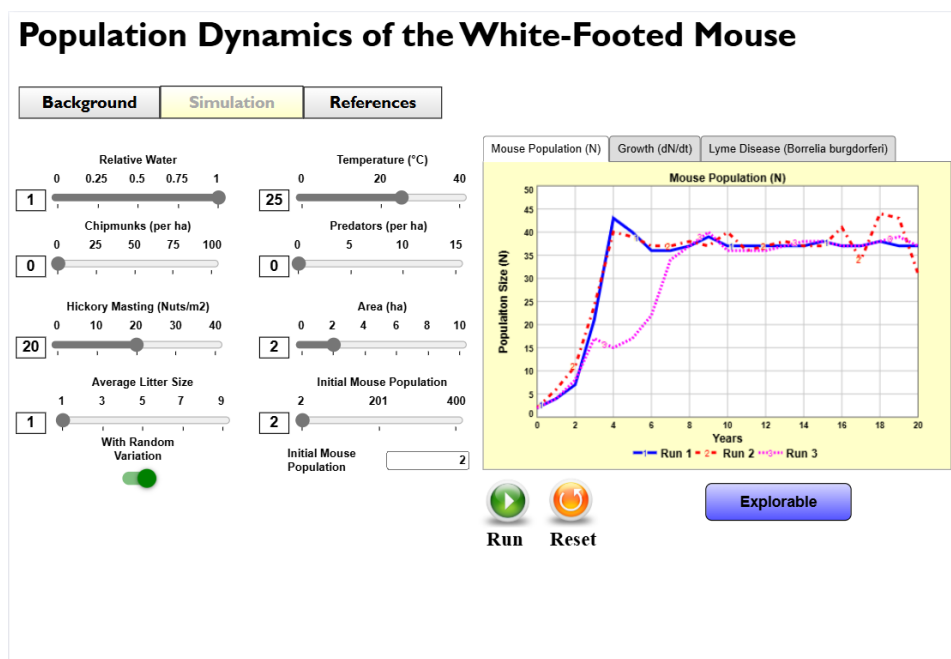 Population Dynamics of the White-Footed Mouse
Background Simulation References
Relative Water
0 0.25 0.5 0.75 1
1
Temperature (°C)
0 20 40
25
Chipmunks (per ha)
0 25 50 75 100
0
Predators (per ha)
0 5 10 15
0
Hickory Masting (Nuts/m2)
0 10 20 30 40
20
Area (ha)
0 2 4 6 8 10
2
Average Litter Size
1 3 5 7 9
1
Initial Mouse Population
2 201 400
2
With Random
Variation
Initial Mouse
Population
2
Mouse Population (N) Growth (dN/dt) Lyme Disease (Borrelia burgdorferi)
Mouse Population (N)
Populaiton Size (N)
50
45
40
35
30
25
20
15
10
5
0
0 2 4 6 8 10 12 14 16 18 20
Years
1 Run 1 2 Run 2 3 Run 3
Run Reset
Explorable